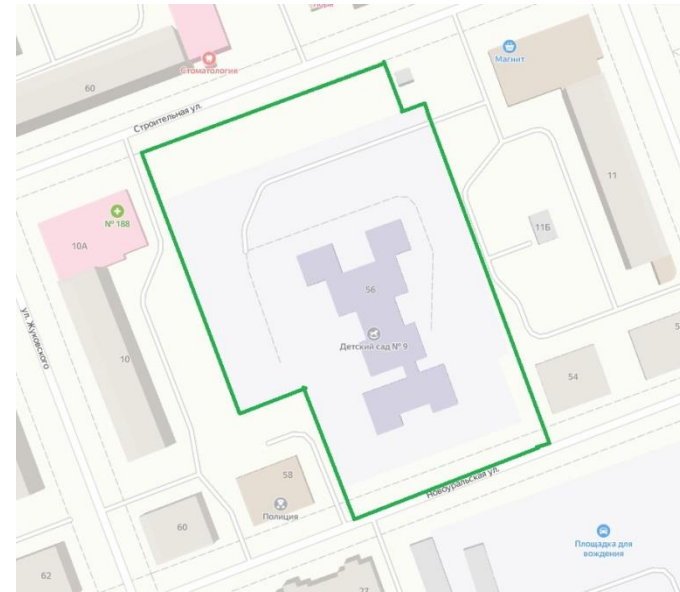 Магнит
Стоматология
60
Строительная ул.
11
№ 188
10А
11Б
56
ул. Жуковского
Детский сад № 9
10
54
58
Новоуральская ул.
Полиция
60
Площадка для
вождения
62